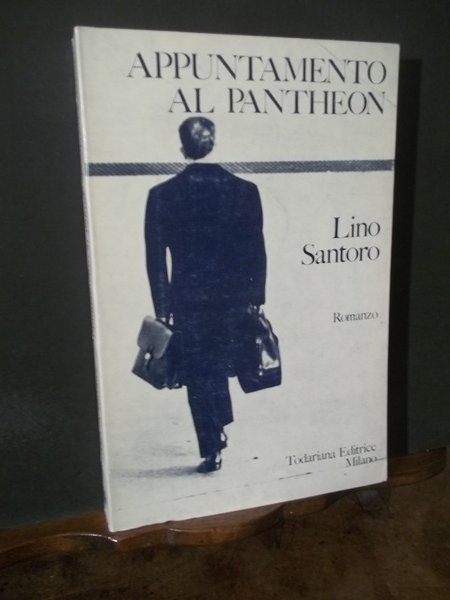 APPUNTAMENTO
AL PANTHEON
Lino
Santoro
Romanzo
Todariana Editrice
Milano